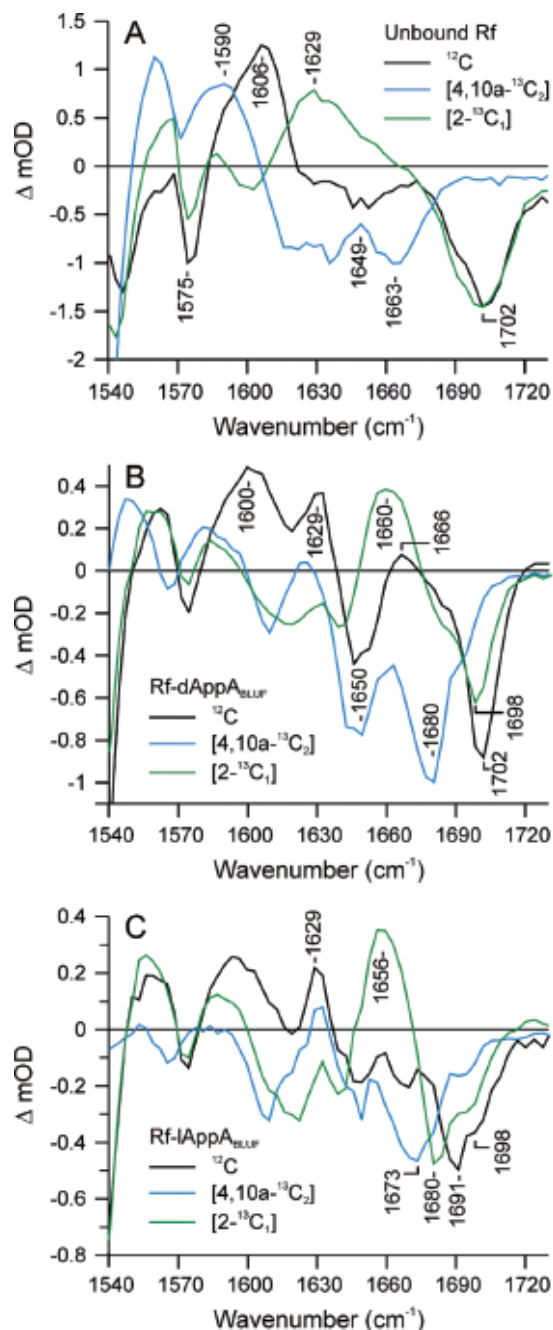 A
Unbound Rf
¹²C
[4,10a-¹³C₂]
[2-¹³C₁]
-1590
1606-
-1629
1575-
1649-
1663-
1702
Δ mOD
1.5
1
0.5
0
-0.5
-1
-1.5
-2
1540 1570 1600 1630 1660 1690 1720
Wavenumber (cm⁻¹)
B
1600-
1629-
1660-
1666
-1650
-1680
1698
1702
Rf-dAppA_BLUF
¹²C
[4,10a-¹³C₂]
[2-¹³C₁]
Δ mOD
0.4
0.2
0
-0.2
-0.4
-0.6
-0.8
-1
1540 1570 1600 1630 1660 1690 1720
Wavenumber (cm⁻¹)
C
-1629
1656-
1673
1680-
1691-
1698
Rf-lAppA_BLUF
¹²C
[4,10a-¹³C₂]
[2-¹³C₁]
Δ mOD
0.4
0.2
0
-0.2
-0.4
-0.6
-0.8
1540 1570 1600 1630 1660 1690 1720
Wavenumber (cm⁻¹)